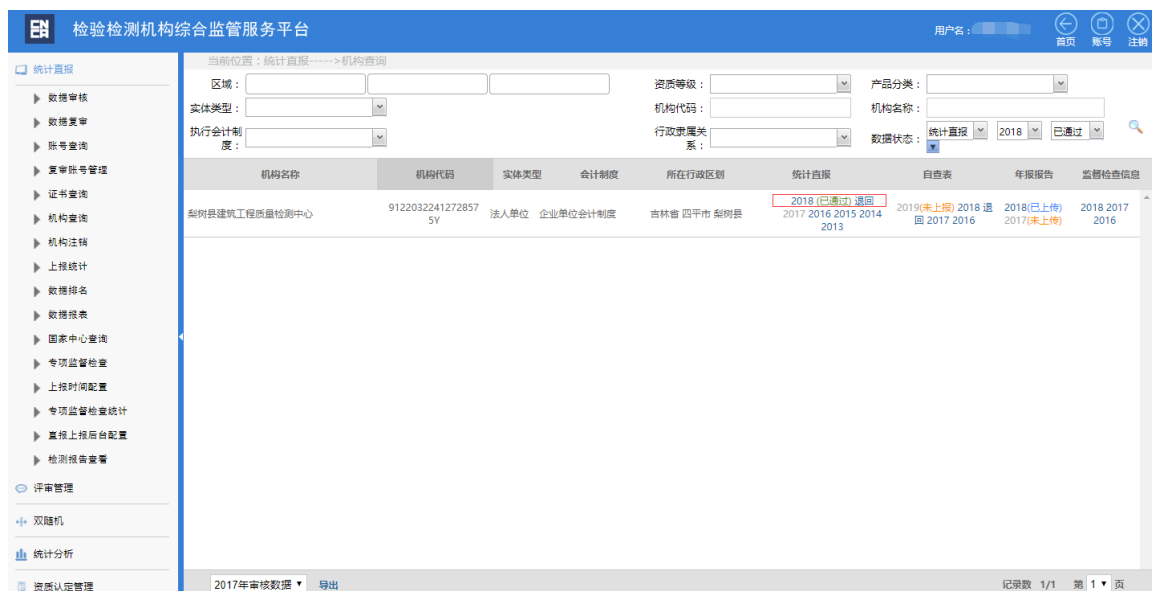 检验检测机构综合监管服务平台
用户名：
首页 账号 注销
统计直报
数据审核
数据复审
账号查询
复审账号管理
证书查询
机构查询
机构注销
上报统计
数据排名
数据报表
国家中心查询
专项监督检查
上报时间配置
专项监督检查统计
直报上报后台配置
检测报告查看
评审管理
双随机
统计分析
资质认定管理
当前位置：统计直报----->机构查询
区域： 资质等级： 产品分类：
实体类型： 机构代码： 机构名称：
执行会计制度： 行政隶属关系： 数据状态： 统计直报 2018 已通过
机构名称 机构代码 实体类型 会计制度 所在行政区划 统计直报 自查表 年报报告 监督检查信息
梨树县建筑工程质量检测中心
9122032241272857
5Y
法人单位 企业单位会计制度 吉林省 四平市 梨树县
2018 (已通过) 退回
2017 2016 2015 2014
2013
2019(未上报) 2018 退
回 2017 2016
2018(已上传)
2017(未上传)
2018 2017
2016
2017年审核数据 导出 记录数 1/1 第 1 页